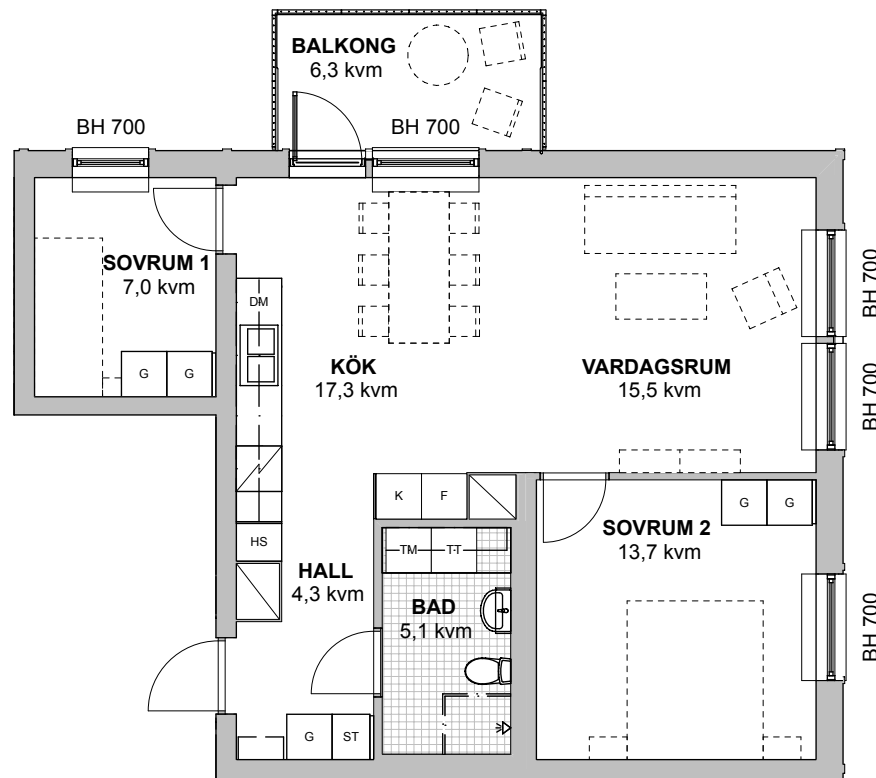 BALKONG
6,3 kvm
BH 700
BH 700
SOVRUM 1
7,0 kvm
DM
BH 700
G
G
KÖK
17,3 kvm
VARDAGSRUM
15,5 kvm
BH 700
K
F
G
G
HS
TM
TT
SOVRUM 2
13,7 kvm
HALL
4,3 kvm
BAD
5,1 kvm
BH 700
G
ST